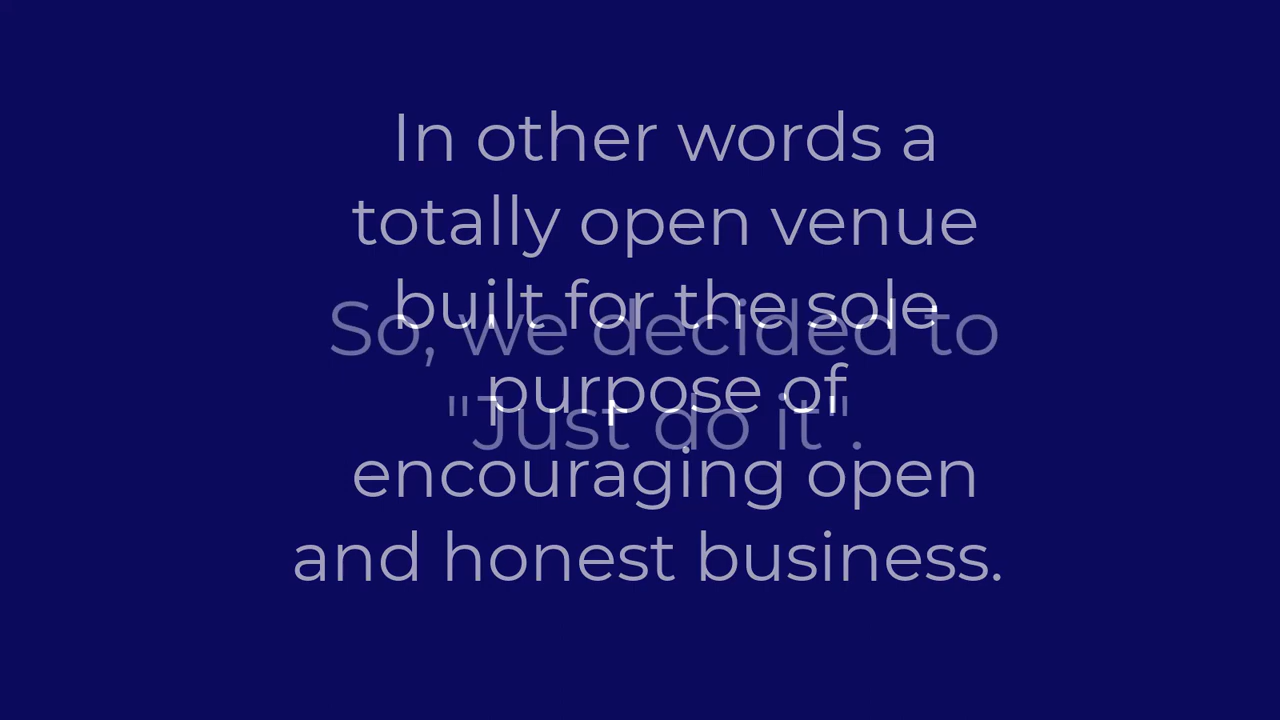 In other words a
totally open venue
built for the sole
So, we decided to
purpose of
"Just do it".
encouraging open
and honest business.